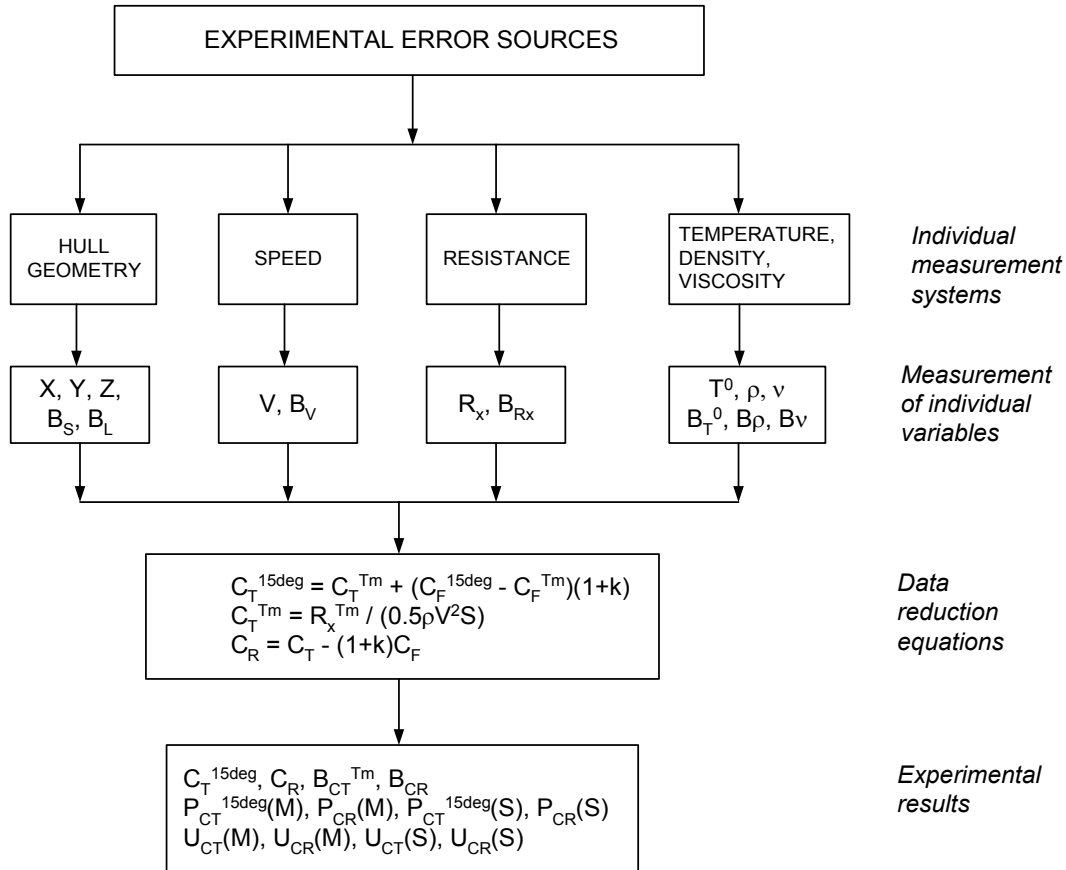 EXPERIMENTAL ERROR SOURCES
HULL
GEOMETRY
SPEED
RESISTANCE
TEMPERATURE,
DENSITY,
VISCOSITY
Individual
measurement
systems
X, Y, Z,
B_S, B_L
V, B_V
R_x, B_Rx
T^0, ρ, ν
B_T^0, Bρ, Bν
Measurement
of individual
variables
C_T^15deg = C_T^Tm + (C_F^15deg - C_F^Tm)(1+k)
C_T^Tm = R_x^Tm / (0.5ρV^2S)
C_R = C_T - (1+k)C_F
Data
reduction
equations
C_T^15deg, C_R, B_CT^Tm, B_CR
P_CT^15deg(M), P_CR(M), P_CT^15deg(S), P_CR(S)
U_CT(M), U_CR(M), U_CT(S), U_CR(S)
Experimental
results